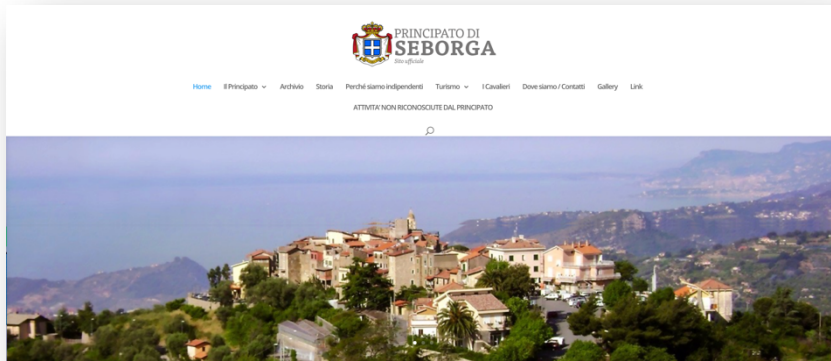 PRINCIPATO DI
SEBORGA
Sito ufficiale
Home Il Principato Archivio Storia Perché siamo indipendenti Turismo I Cavalieri Dove siamo / Contatti Gallery Link
ATTIVITA' NON RICONOSCIUTE DAL PRINCIPATO